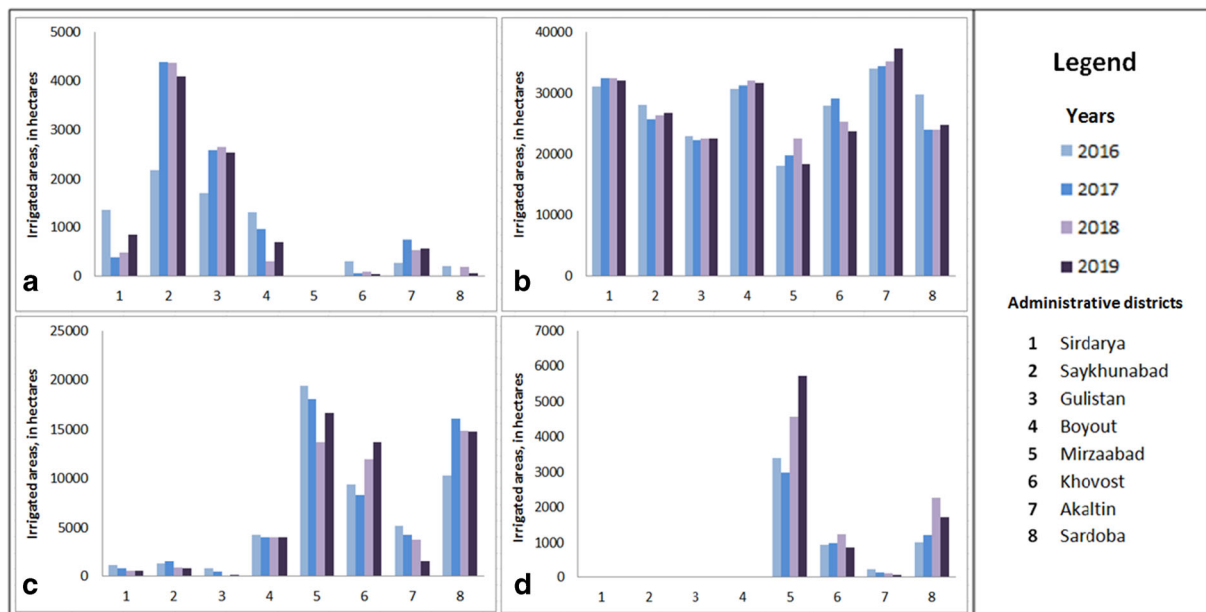 Irrigated areas, in hectares
5000
4000
3000
2000
1000
0
1 2 3 4 5 6 7 8
a
Irrigated areas, in hectares
40000
30000
20000
10000
0
1 2 3 4 5 6 7 8
b
Irrigated areas, in hectares
25000
20000
15000
10000
5000
0
1 2 3 4 5 6 7 8
c
Irrigated areas, in hectares
7000
6000
5000
4000
3000
2000
1000
0
1 2 3 4 5 6 7 8
d
Legend
Years
2016
2017
2018
2019
Administrative districts
1 Sirdarya
2 Saykhunabad
3 Gulistan
4 Boyout
5 Mirzaabad
6 Khovost
7 Akaltin
8 Sardoba